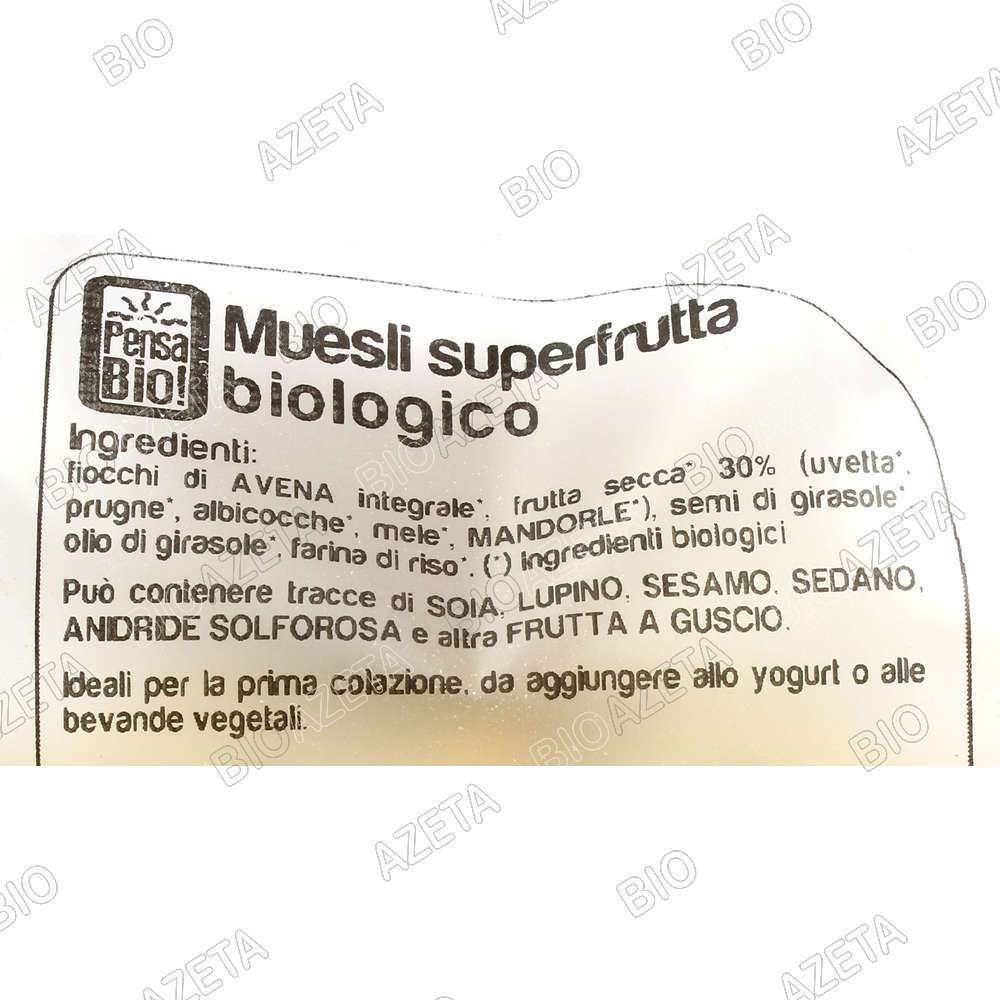 Pensa
Bio!
Muesli superfrutta
biologico
Ingredienti:
fiocchi di AVENA integrale*, frutta secca* 30% (uvetta*,
prugne*, albicocche*, mele*, MANDORLE*), semi di girasole*,
olio di girasole*, farina di riso*. (*) Ingredienti biologici
Può contenere tracce di SOIA, LUPINO, SESAMO, SEDANO,
ANIDRIDE SOLFOROSA e altra FRUTTA A GUSCIO.
Ideali per la prima colazione, da aggiungere allo yogurt o alle
bevande vegetali.
AZETA
BIO